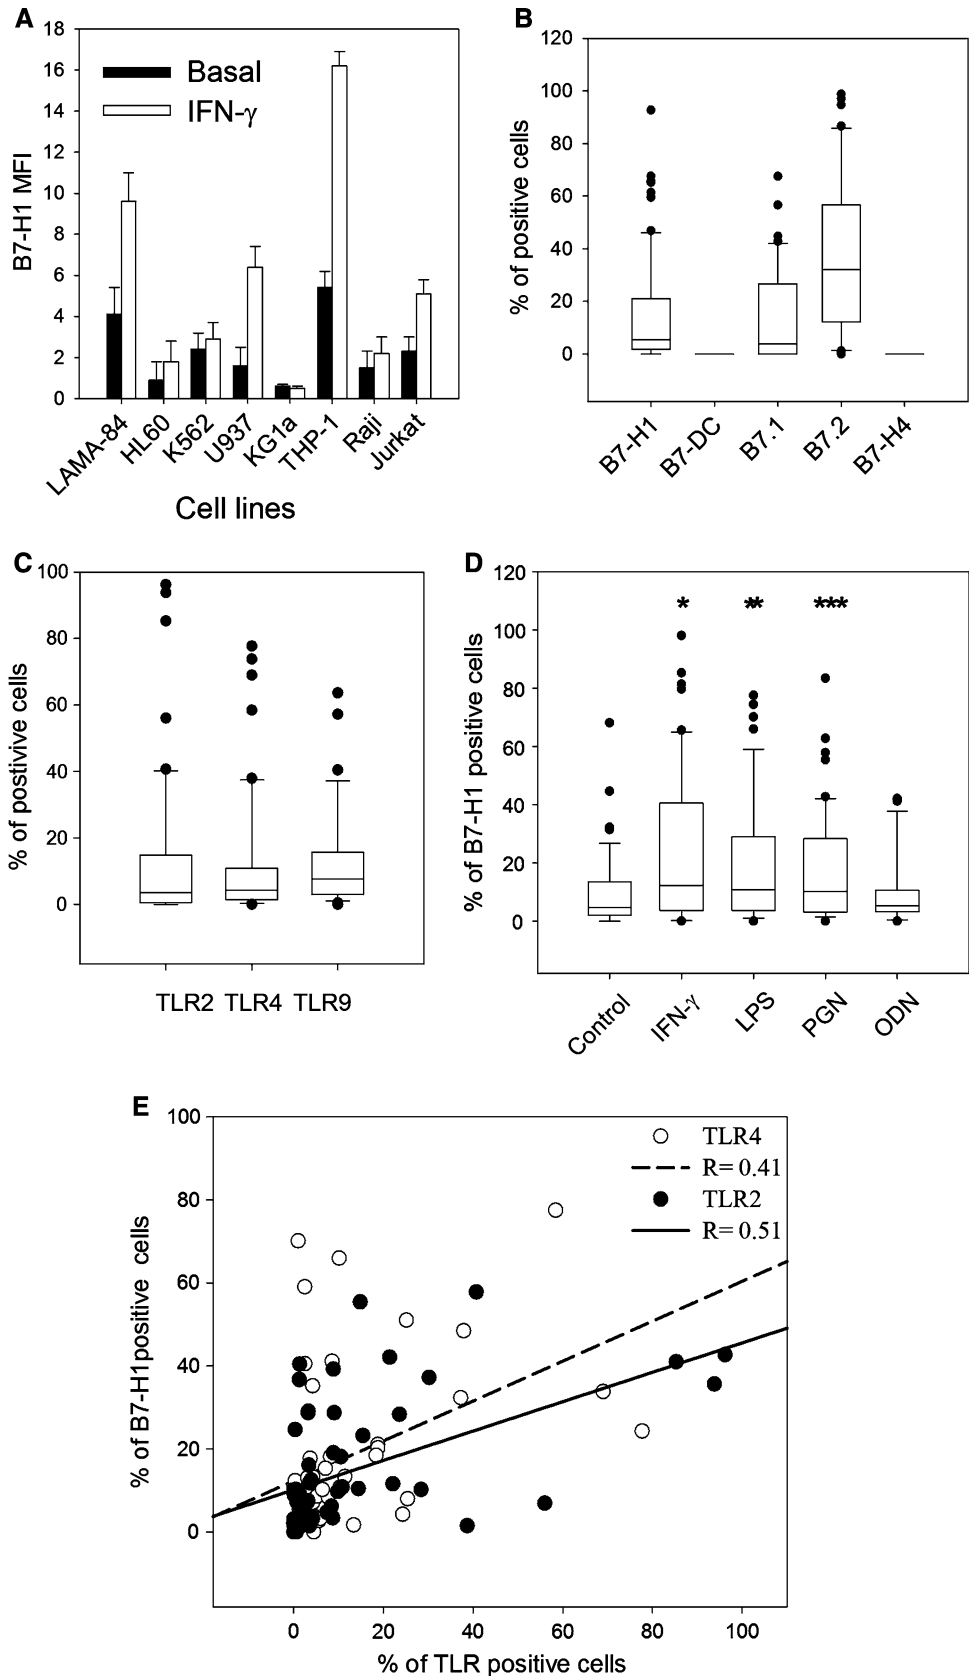 A
18
16
14
12
10
8
6
4
2
0
B7-H1 MFI
Basal
IFN-γ
LAMA-84
HL60
K562
U937
KG1a
THP-1
Raji
Jurkat
Cell lines
B
120
100
80
60
40
20
0
% of positive cells
B7-H1
B7-DC
B7.1
B7.2
B7-H4
C
100
80
60
40
20
0
% of postivive cells
TLR2 TLR4 TLR9
D
120
100
80
60
40
20
0
% of B7-H1 positive cells
* ** ***
Control
IFN-γ
LPS
PGN
ODN
E
100
80
60
40
20
0
% of B7-H1positive cells
TLR4
R= 0.41
TLR2
R= 0.51
0 20 40 60 80 100
% of TLR positive cells